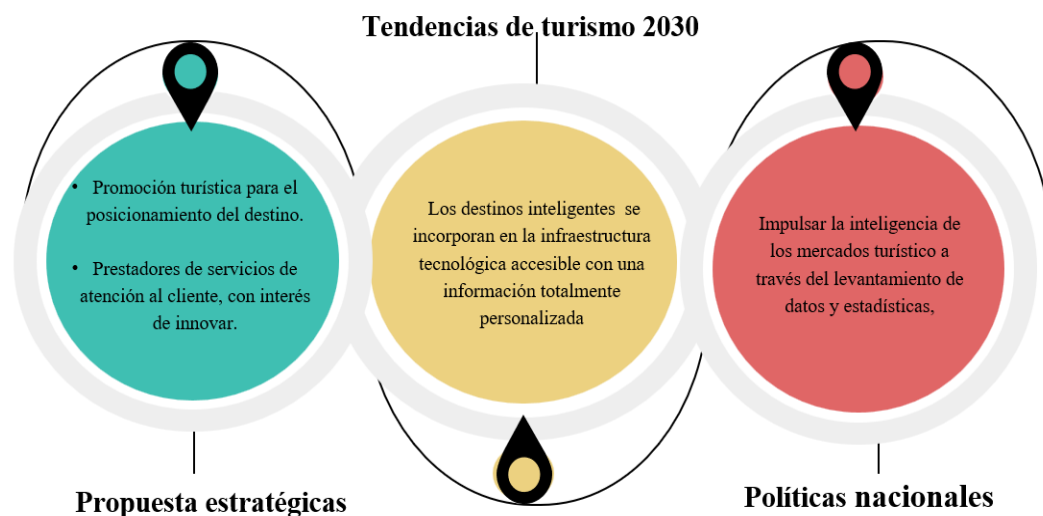 Tendencias de turismo 2030
• Promoción turística para el
posicionamiento del destino.
• Prestadores de servicios de
atención al cliente, con interés
de innovar.
Los destinos inteligentes se
incorporan en la infraestructura
tecnológica accesible con una
información totalmente
personalizada
Impulsar la inteligencia de
los mercados turístico a
través del levantamiento de
datos y estadísticas,
Propuesta estratégicas
Políticas nacionales